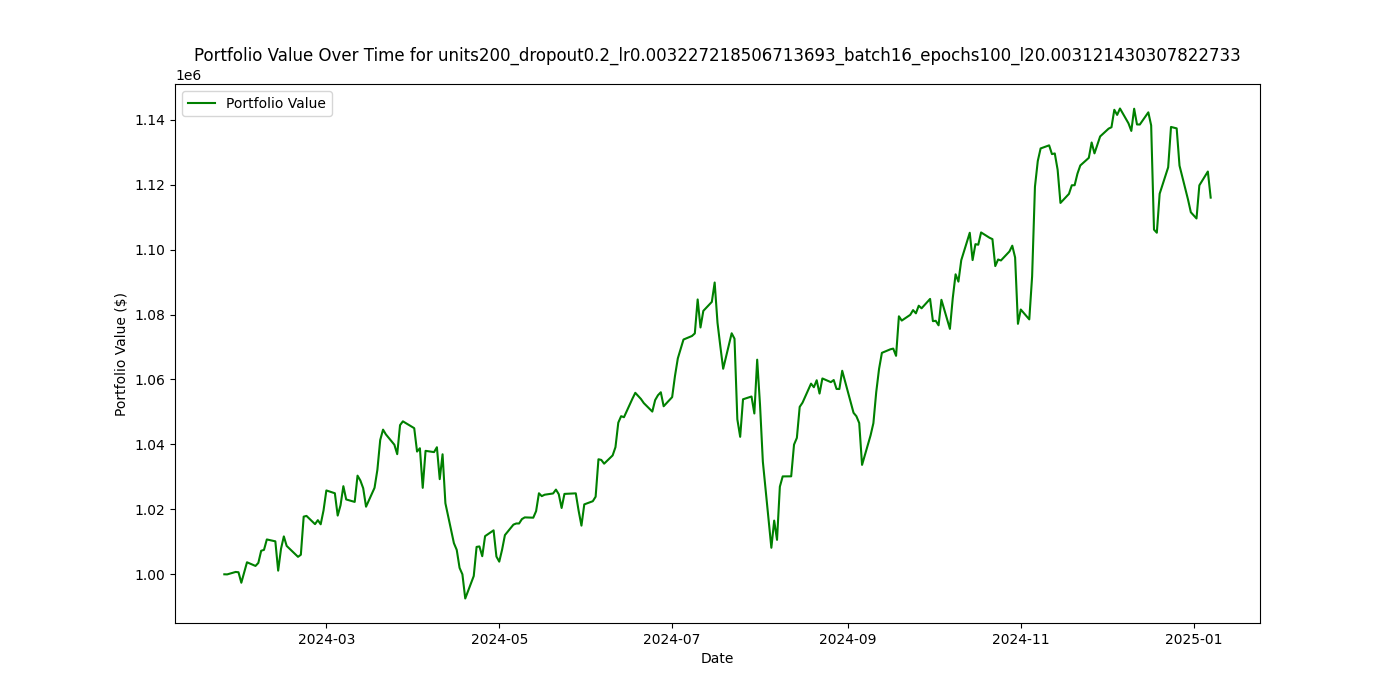 Portfolio Value Over Time for units200_dropout0.2_lr0.003227218506713693_batch16_epochs100_l20.003121430307822733
1e6
Portfolio Value
1.14
1.12
1.10
1.08
1.06
1.04
1.02
1.00
Portfolio Value ($)
2024-03
2024-05
2024-07
2024-09
2024-11
2025-01
Date